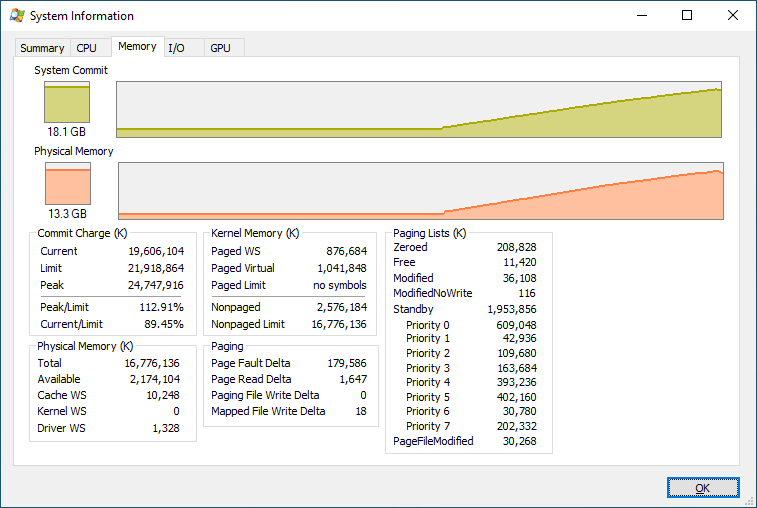 System Information
Summary CPU Memory I/O GPU
System Commit
18.1 GB
Physical Memory
13.3 GB
Commit Charge (K)
Current 19,606,104
Limit 21,918,864
Peak 24,747,916
Peak/Limit 112.91%
Current/Limit 89.45%
Physical Memory (K)
Total 16,776,136
Available 2,174,104
Cache WS 10,248
Kernel WS 0
Driver WS 1,328
Kernel Memory (K)
Paged WS 876,684
Paged Virtual 1,041,848
Paged Limit no symbols
Nonpaged 2,576,184
Nonpaged Limit 16,776,136
Paging
Page Fault Delta 179,586
Page Read Delta 1,647
Paging File Write Delta 0
Mapped File Write Delta 18
Paging Lists (K)
Zeroed 208,828
Free 11,420
Modified 36,108
ModifiedNoWrite 116
Standby 1,953,856
Priority 0 609,048
Priority 1 42,936
Priority 2 109,680
Priority 3 163,684
Priority 4 393,236
Priority 5 402,160
Priority 6 30,780
Priority 7 202,332
PageFileModified 30,268
OK